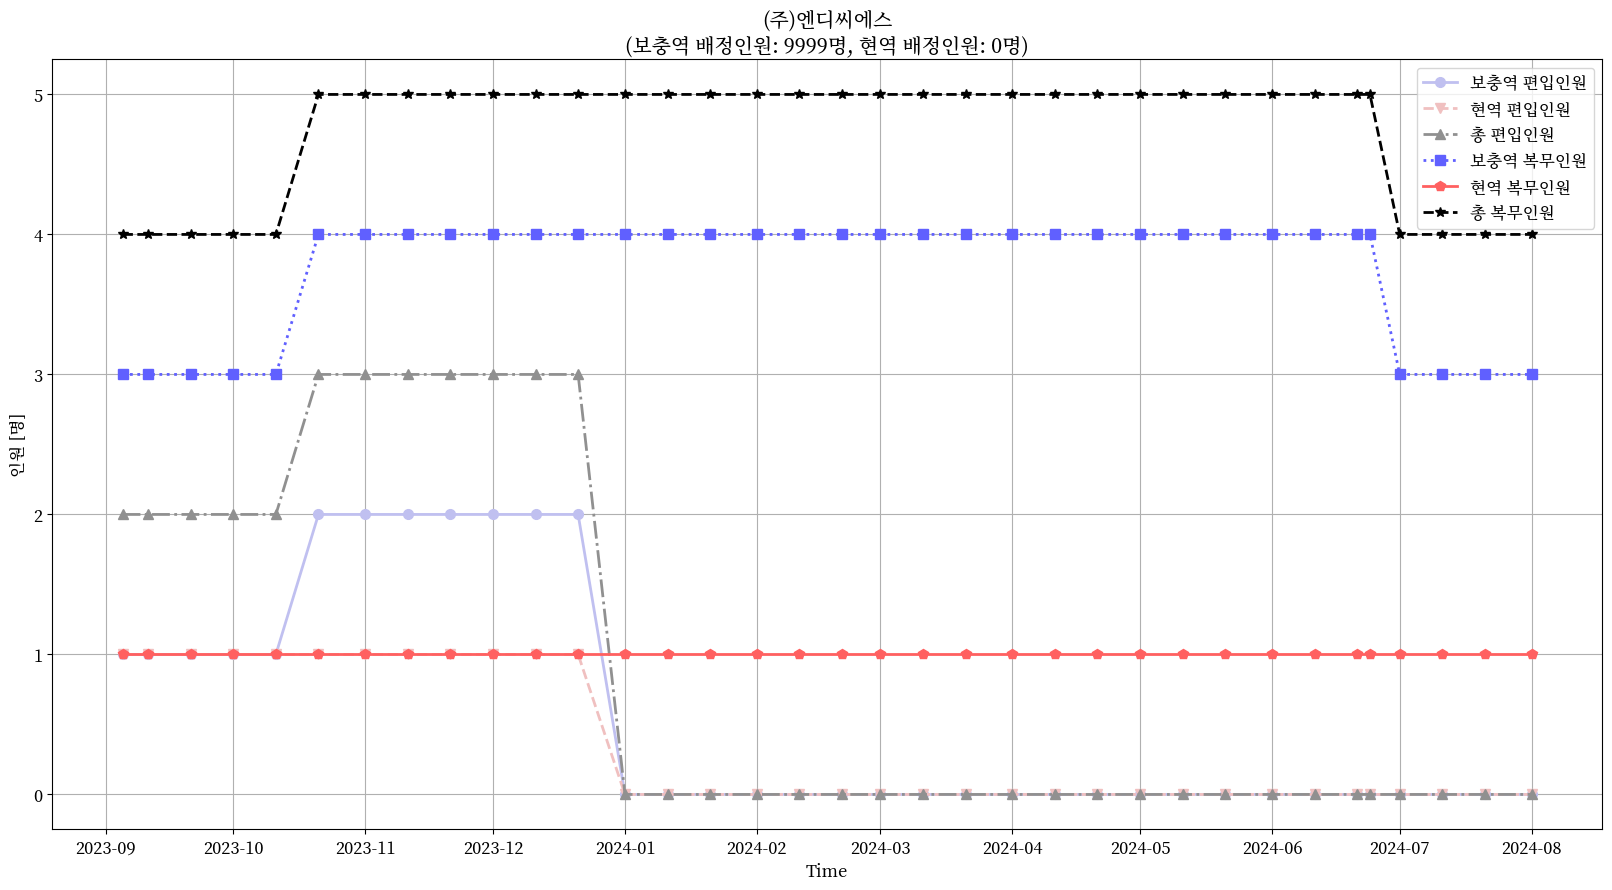 (주)엔디씨에스
(보충역 배정인원: 9999명, 현역 배정인원: 0명)
보충역 편입인원
현역 편입인원
총 편입인원
보충역 복무인원
현역 복무인원
총 복무인원
인원 [명]
5
4
3
2
1
0
2023-09 2023-10 2023-11 2023-12 2024-01 2024-02 2024-03 2024-04 2024-05 2024-06 2024-07 2024-08
Time